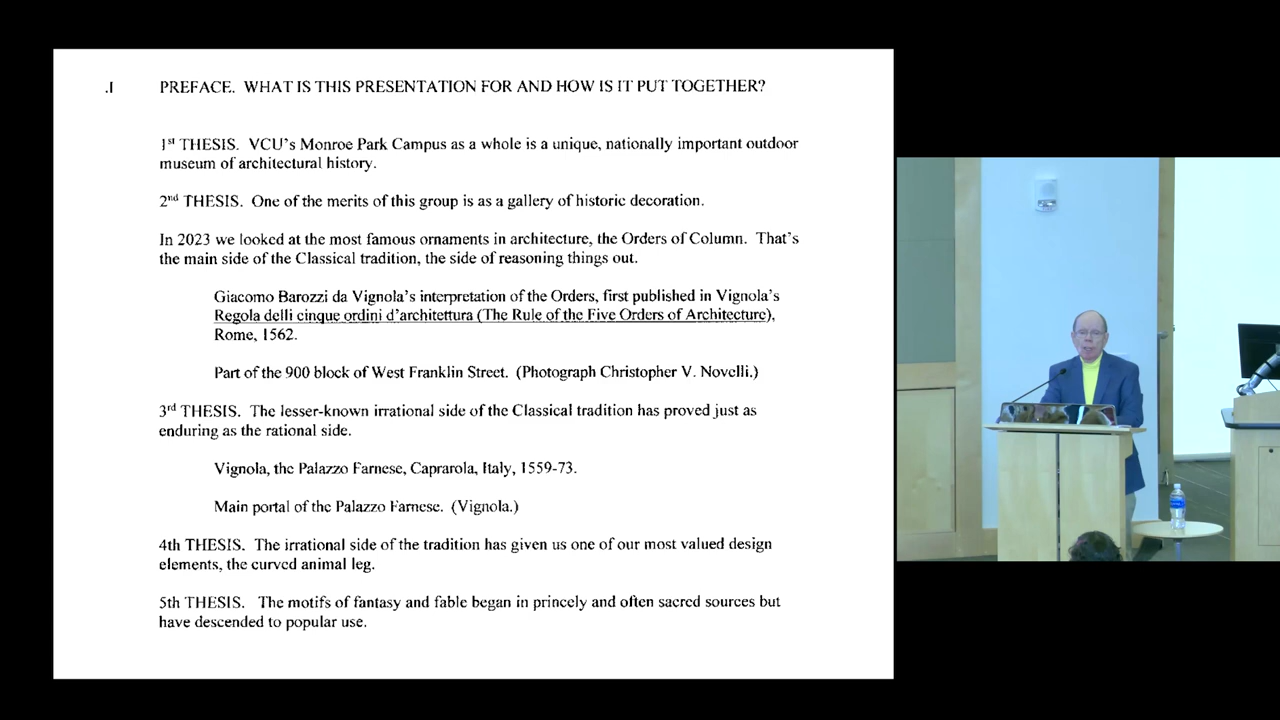 .I PREFACE. WHAT IS THIS PRESENTATION FOR AND HOW IS IT PUT TOGETHER?
1st THESIS. VCU's Monroe Park Campus as a whole is a unique, nationally important outdoor
museum of architectural history.
2nd THESIS. One of the merits of this group is as a gallery of historic decoration.
In 2023 we looked at the most famous ornaments in architecture, the Orders of Column. That's
the main side of the Classical tradition, the side of reasoning things out.
Giacomo Barozzi da Vignola's interpretation of the Orders, first published in Vignola's
Regola delli cinque ordini d'architettura (The Rule of the Five Orders of Architecture),
Rome, 1562.
Part of the 900 block of West Franklin Street. (Photograph Christopher V. Novelli.)
3rd THESIS. The lesser-known irrational side of the Classical tradition has proved just as
enduring as the rational side.
Vignola, the Palazzo Farnese, Caprarola, Italy, 1559-73.
Main portal of the Palazzo Farnese. (Vignola.)
4th THESIS. The irrational side of the tradition has given us one of our most valued design
elements, the curved animal leg.
5th THESIS. The motifs of fantasy and fable began in princely and often sacred sources but
have descended to popular use.